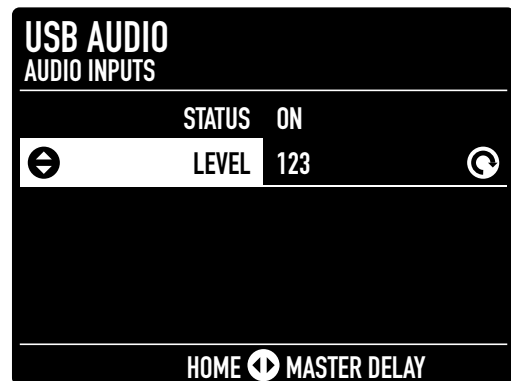 USB AUDIO
AUDIO INPUTS
STATUS ON
LEVEL 123
HOME MASTER DELAY